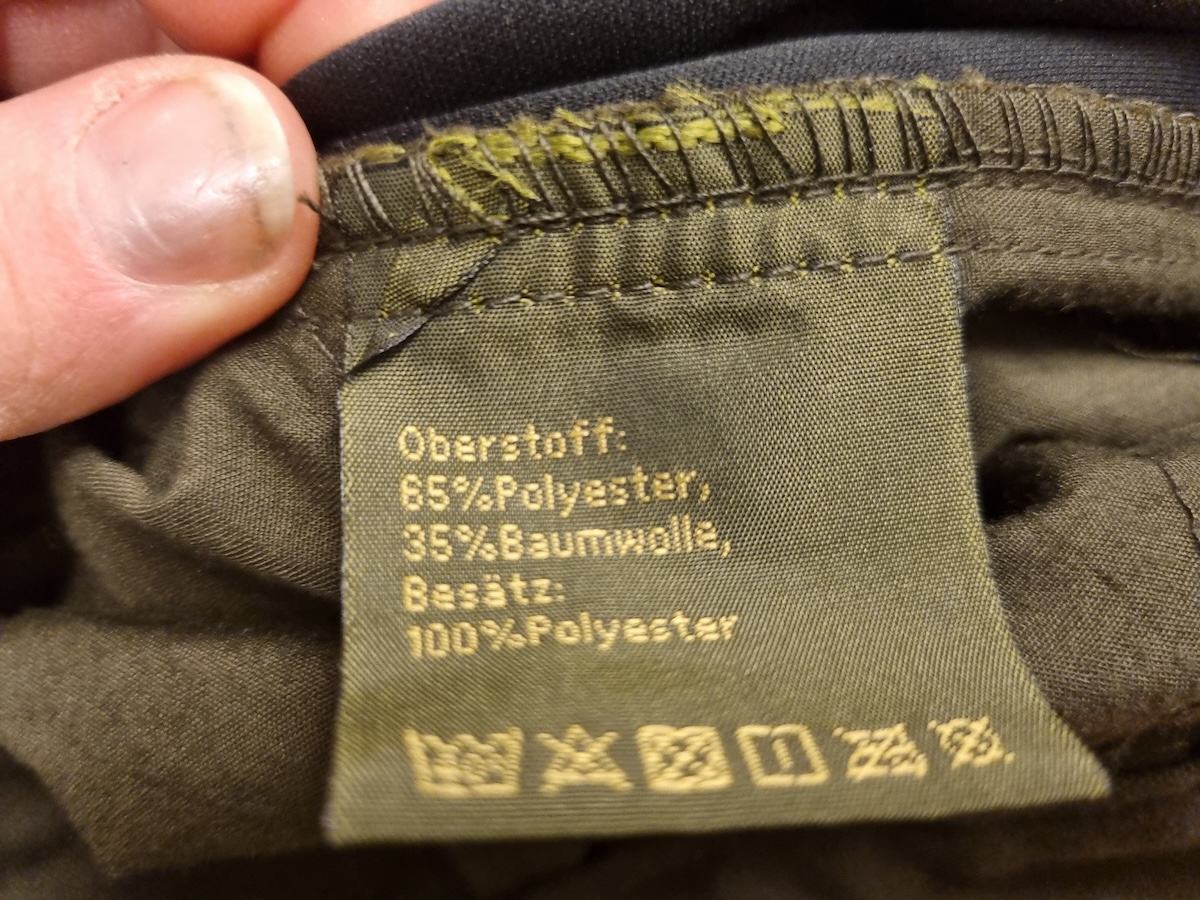 Oberstoff:
65%Polyester,
35%Baumwolle,
Besätz:
100%Polyester